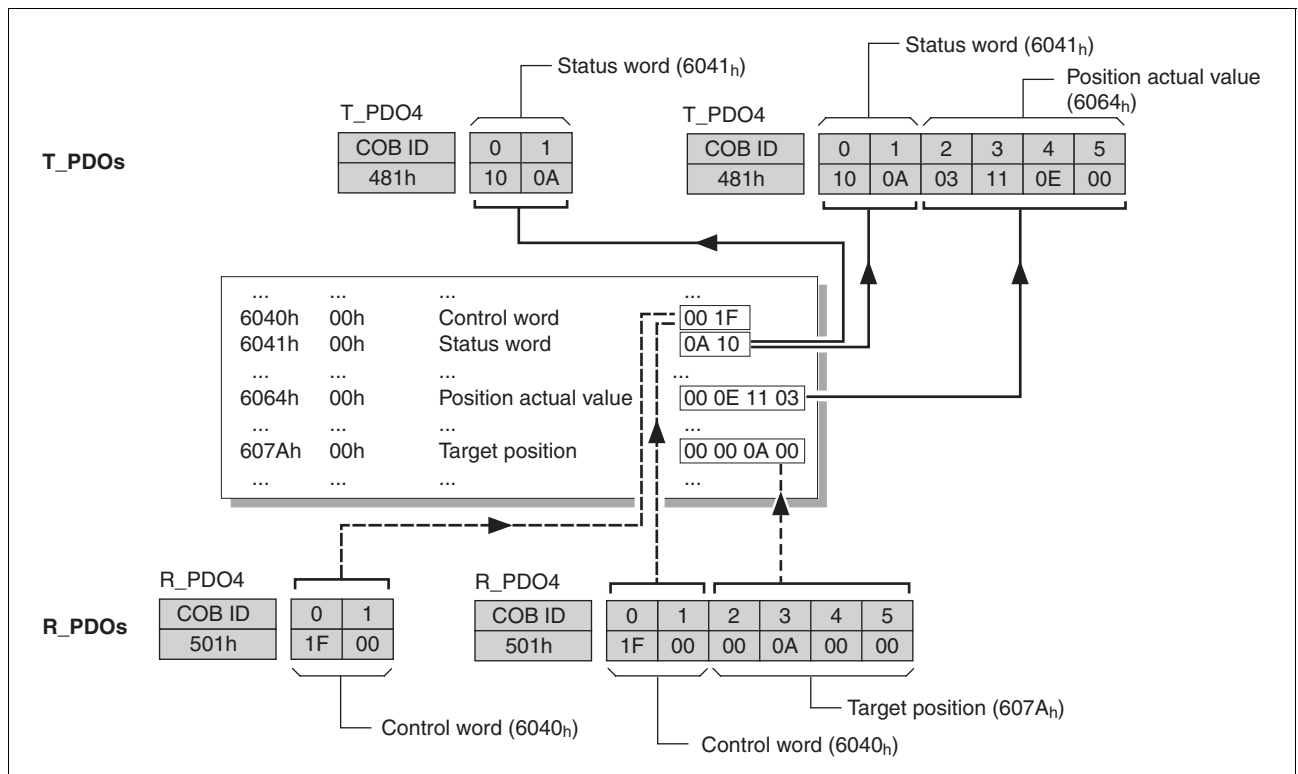 Status word (6041h)
Status word (6041h)
Position actual value
(6064h)
T_PDOs
T_PDO4
COB ID 0 1
481h 10 0A
T_PDO4
COB ID 0 1 2 3 4 5
481h 10 0A 03 11 0E 00
... ... ... ...
6040h 00h Control word 00 1F
6041h 00h Status word 0A 10
... ... ... ...
6064h 00h Position actual value 00 0E 11 03
... ... ... ...
607Ah 00h Target position 00 00 0A 00
... ... ... ...
R_PDOs
R_PDO4
COB ID 0 1
501h 1F 00
R_PDO4
COB ID 0 1 2 3 4 5
501h 1F 00 00 0A 00 00
Control word (6040h)
Target position (607Ah)
Control word (6040h)